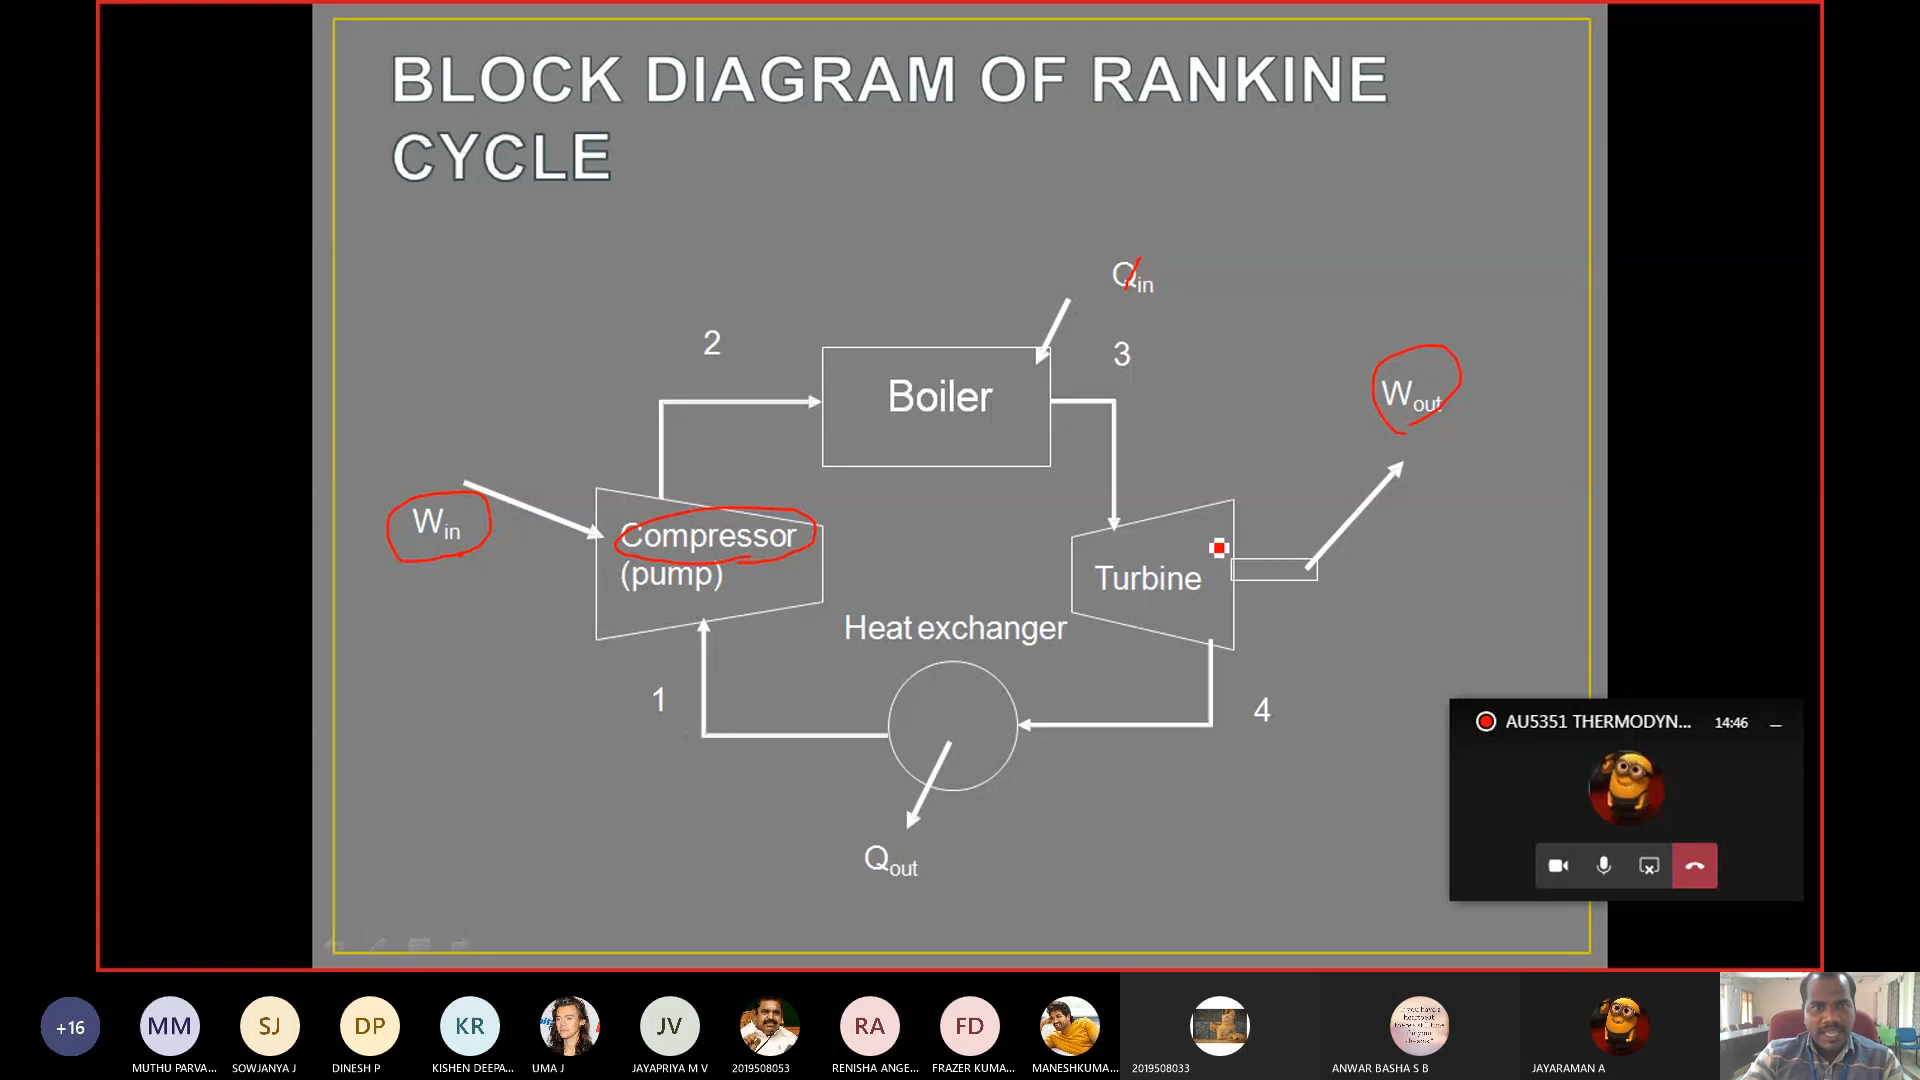 BLOCK DIAGRAM OF RANKINE
CYCLE
Qin
2
3
Boiler
Wout
Win
Compressor
(pump)
Turbine
Heat exchanger
1
4
Qout
AU5351 THERMODYN... 14:46
+16
MM
SJ
DP
KR
JV
RA
FD
MUTHU PARVA...
SOWJANYA J
DINESH P
KISHEN DEEPA...
UMA J
JAYAPRIYA M V
2019508053
RENISHA ANGE...
FRAZER KUMA...
MANESHKUMA...
2019508033
ANWAR BASHA S B
JAYARAMAN A